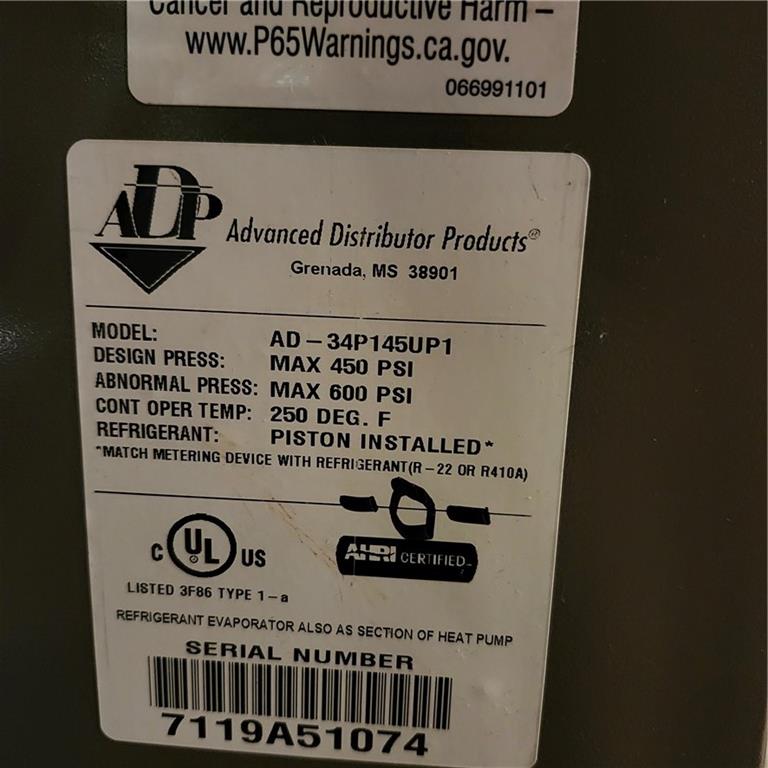 Cancer and Reproductive Harm –
www.P65Warnings.ca.gov.
066991101
ADP
Advanced Distributor Products®
Grenada, MS 38901
MODEL: AD – 34P145UP1
DESIGN PRESS: MAX 450 PSI
ABNORMAL PRESS: MAX 600 PSI
CONT OPER TEMP: 250 DEG. F
REFRIGERANT: PISTON INSTALLED*
*MATCH METERING DEVICE WITH REFRIGERANT(R – 22 OR R410A)
C UL US
AHRI CERTIFIED
LISTED 3F86 TYPE 1 – a
REFRIGERANT EVAPORATOR ALSO AS SECTION OF HEAT PUMP
SERIAL NUMBER
7119A51074